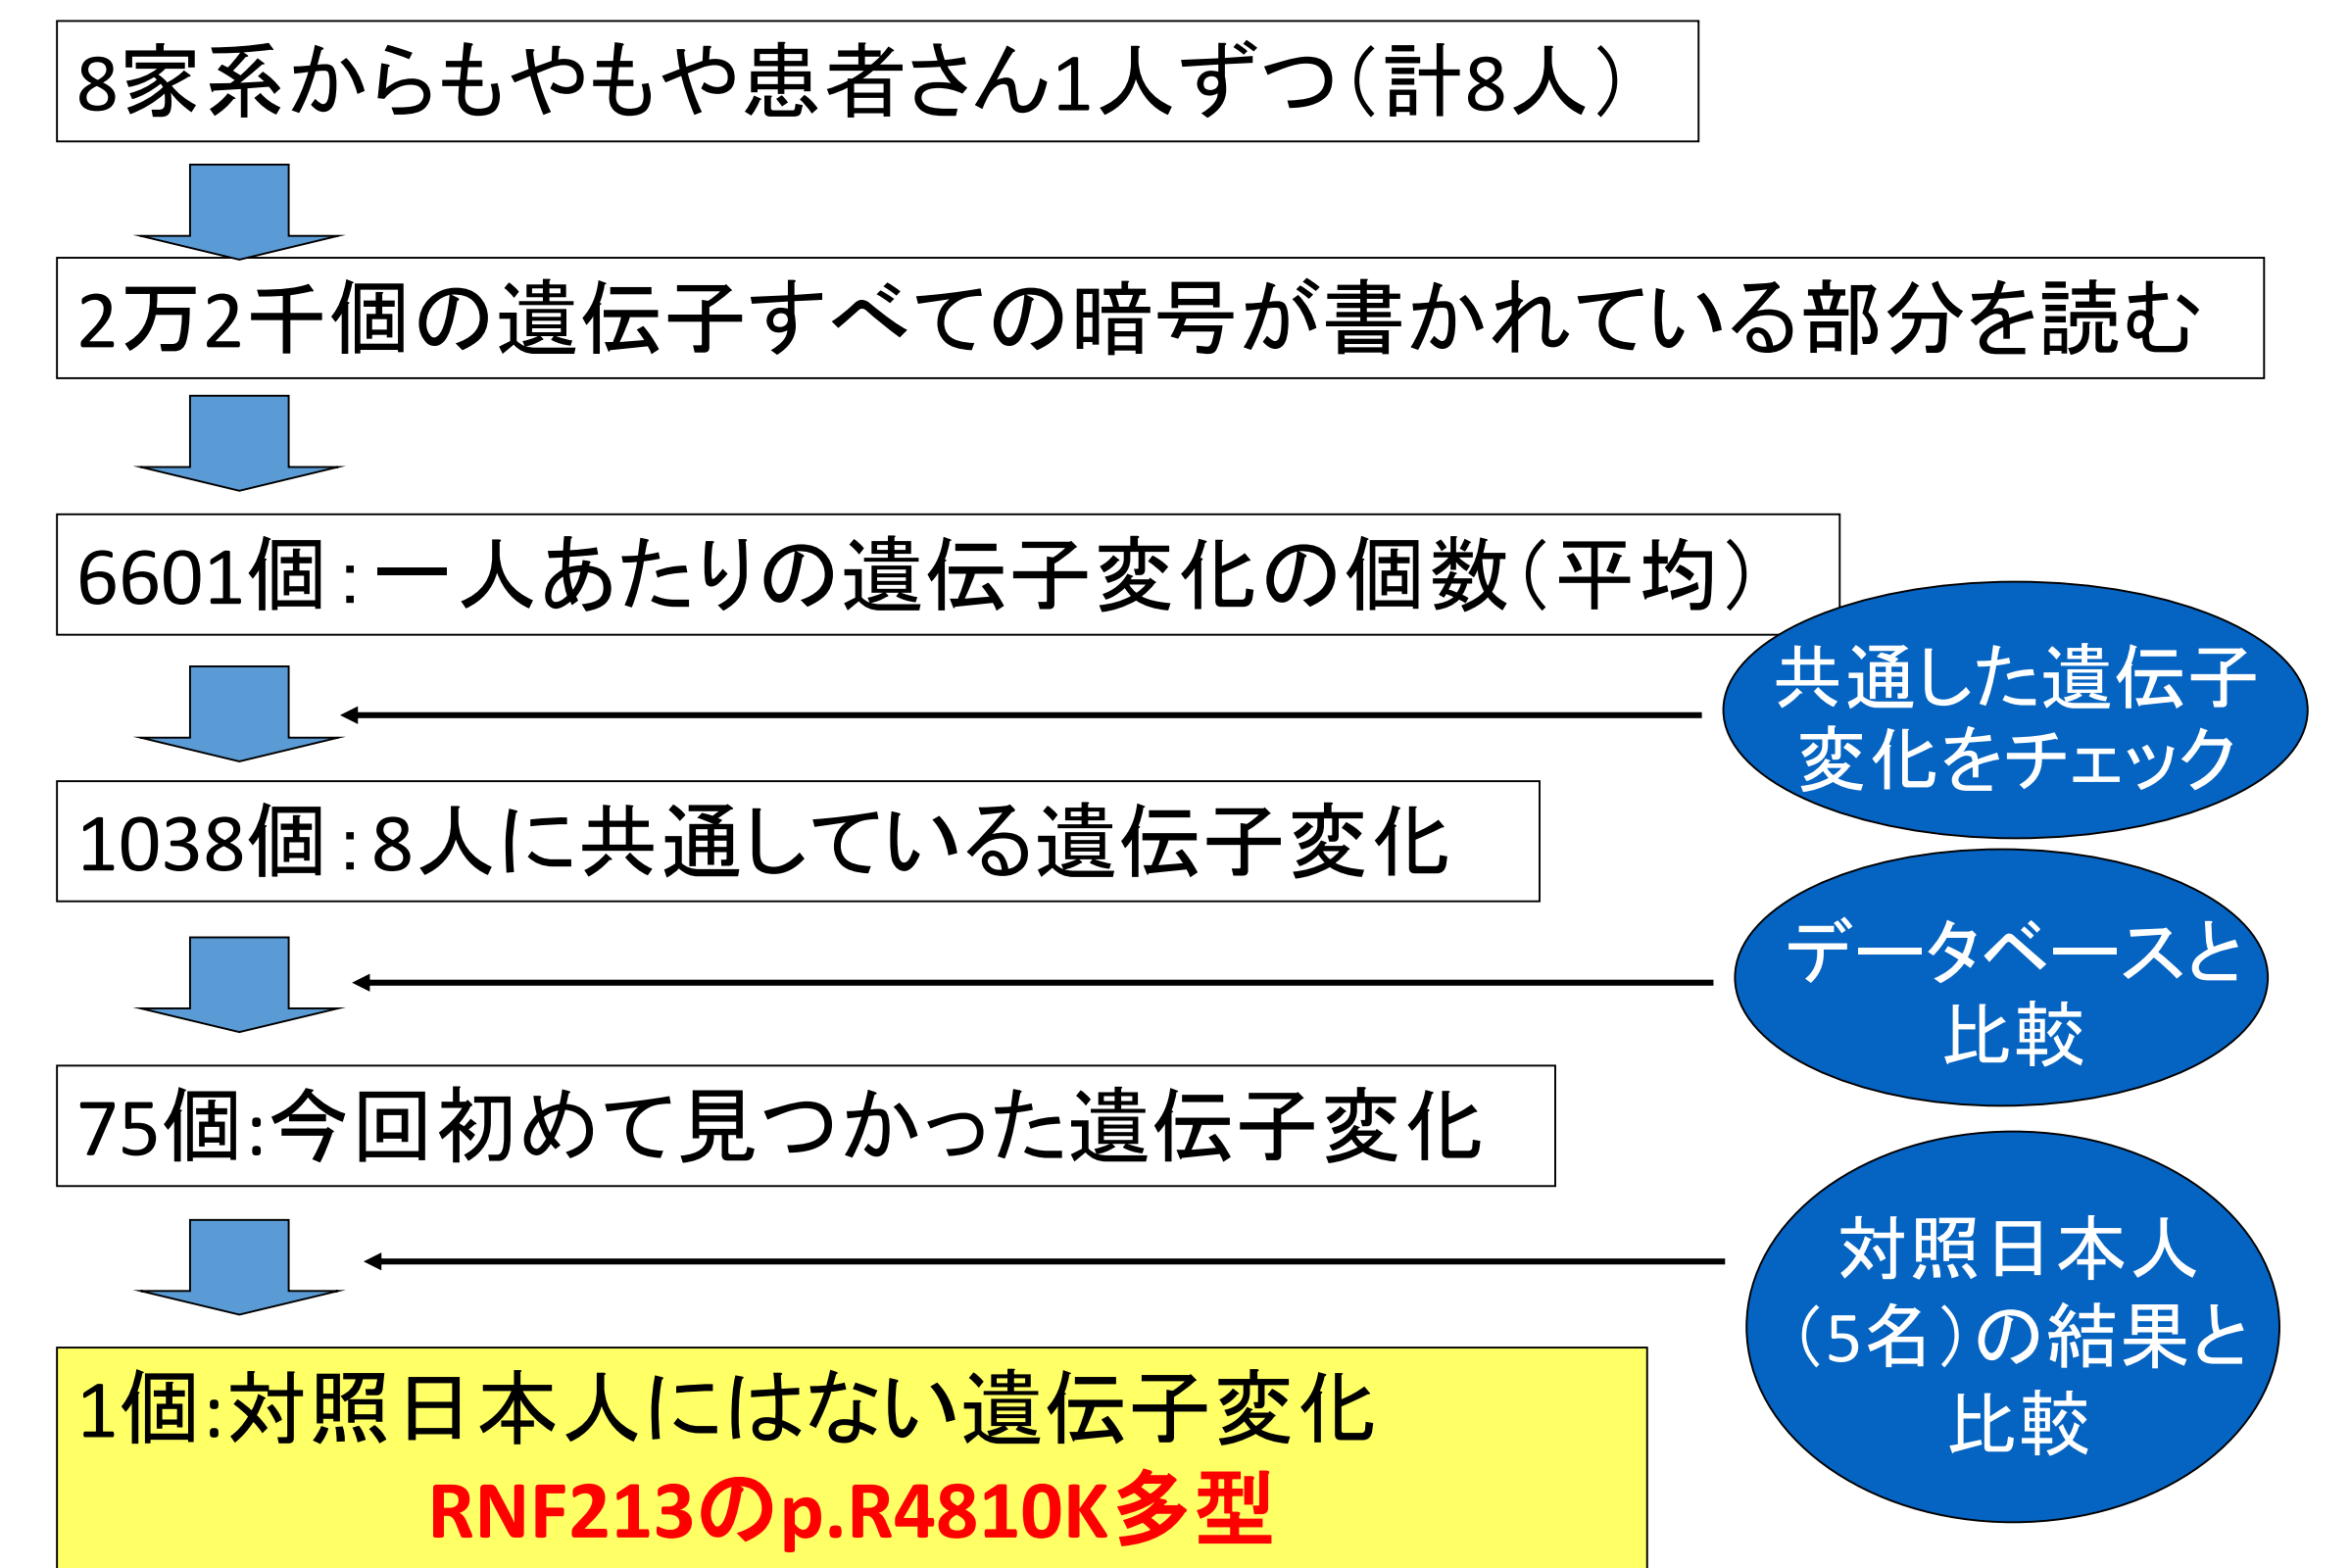 8家系からもやもや患者さん1人ずつ(計8人)
2万2千個の遺伝子すべての暗号が書かれている部分を読む
6601個:一人あたりの遺伝子変化の個数(平均)
共通した遺伝子
変化をチェック
1038個:8人に共通している遺伝子変化
データベースと
比較
75個:今回初めて見つかった遺伝子変化
対照日本人
(5名)の結果と
比較
1個:対照日本人にはない遺伝子変化
RNF213のp.R4810K多型